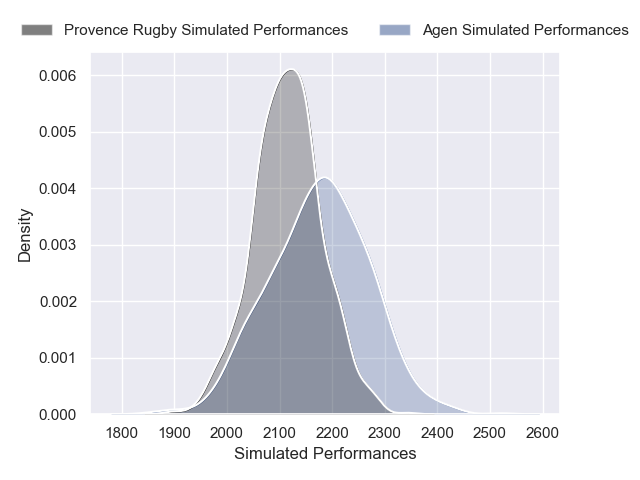 Provence Rugby Simulated Performances Agen Simulated Performances
0.006
0.005
0.004
0.003
0.002
0.001
0.000
Density
1800 1900 2000 2100 2200 2300 2400 2500 2600
Simulated Performances